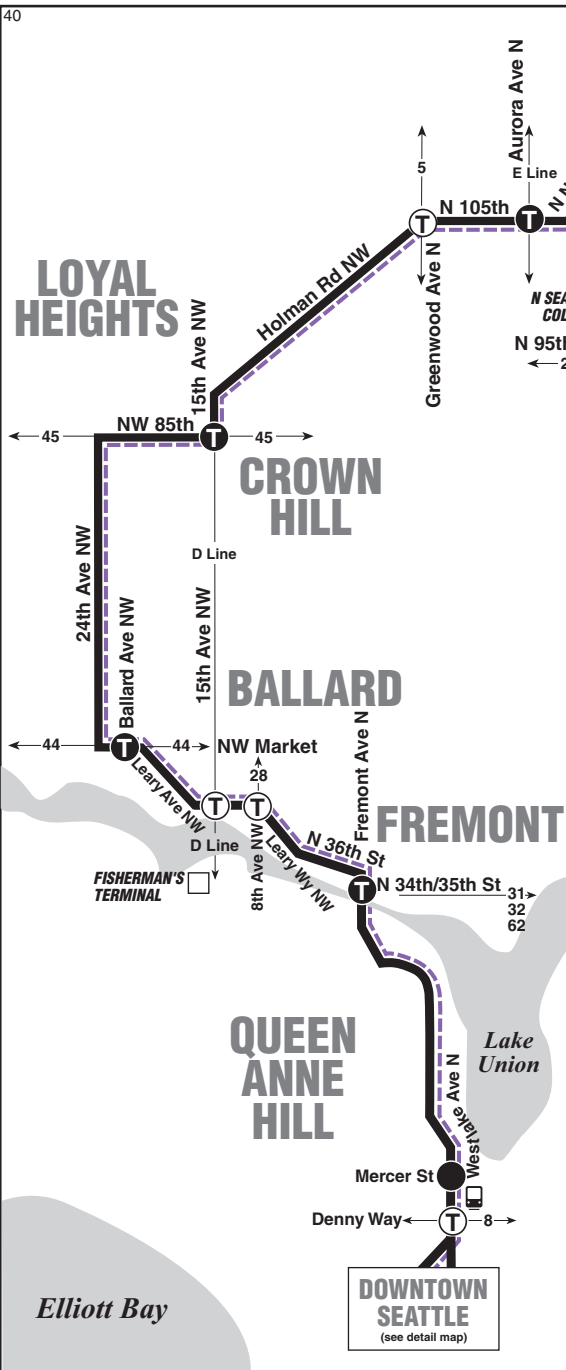 40
Aurora Ave N
5
E Line
N 105th
N N
Holman Rd NW
Greenwood Ave N
LOYAL
HEIGHTS
15th Ave NW
N SEA
COL
N 95th
2
NW 85th
45
45
CROWN
HILL
D Line
24th Ave NW
15th Ave NW
Ballard Ave NW
BALLARD
44
44
NW Market
28
Fremont Ave N
Leary Ave NW
FREMONT
D Line
8th Ave NW
Leary Wy NW
N 36th St
FISHERMAN'S
TERMINAL
N 34th/35th St
31
32
62
QUEEN
ANNE
HILL
Lake
Union
Westlake Ave N
Mercer St
Denny Way
8
T
T
T
T
T
T
T
T
DOWNTOWN
SEATTLE
(see detail map)
Elliott Bay